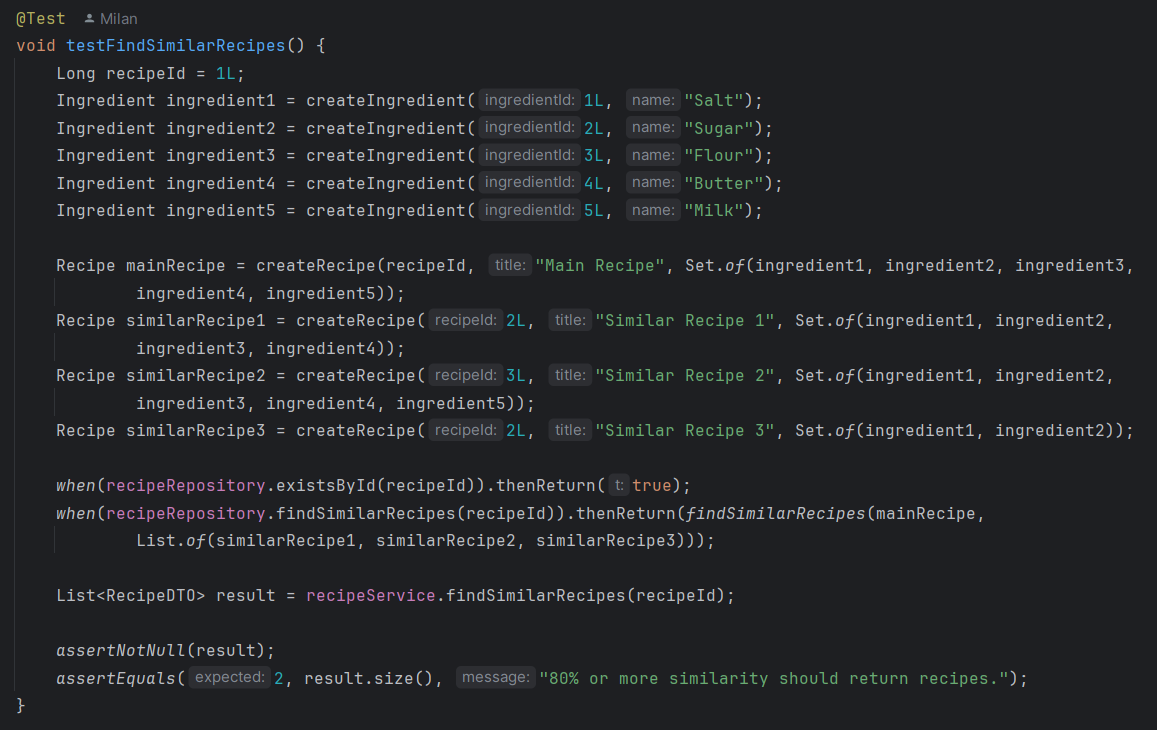 @Test Milan
void testFindSimilarRecipes() {
Long recipeId = 1L;
Ingredient ingredient1 = createIngredient( ingredientId: 1L, name: "Salt");
Ingredient ingredient2 = createIngredient( ingredientId: 2L, name: "Sugar");
Ingredient ingredient3 = createIngredient( ingredientId: 3L, name: "Flour");
Ingredient ingredient4 = createIngredient( ingredientId: 4L, name: "Butter");
Ingredient ingredient5 = createIngredient( ingredientId: 5L, name: "Milk");
Recipe mainRecipe = createRecipe(recipeId, title: "Main Recipe", Set.of(ingredient1, ingredient2, ingredient3,
ingredient4, ingredient5));
Recipe similarRecipe1 = createRecipe( recipeId: 2L, title: "Similar Recipe 1", Set.of(ingredient1, ingredient2,
ingredient3, ingredient4));
Recipe similarRecipe2 = createRecipe( recipeId: 3L, title: "Similar Recipe 2", Set.of(ingredient1, ingredient2,
ingredient3, ingredient4, ingredient5));
Recipe similarRecipe3 = createRecipe( recipeId: 2L, title: "Similar Recipe 3", Set.of(ingredient1, ingredient2));
when(recipeRepository.existsById(recipeId)).thenReturn( t: true);
when(recipeRepository.findSimilarRecipes(recipeId)).thenReturn(findSimilarRecipes(mainRecipe,
List.of(similarRecipe1, similarRecipe2, similarRecipe3)));
List<RecipeDTO> result = recipeService.findSimilarRecipes(recipeId);
assertNotNull(result);
assertEquals( expected: 2, result.size(), message: "80% or more similarity should return recipes.");
}